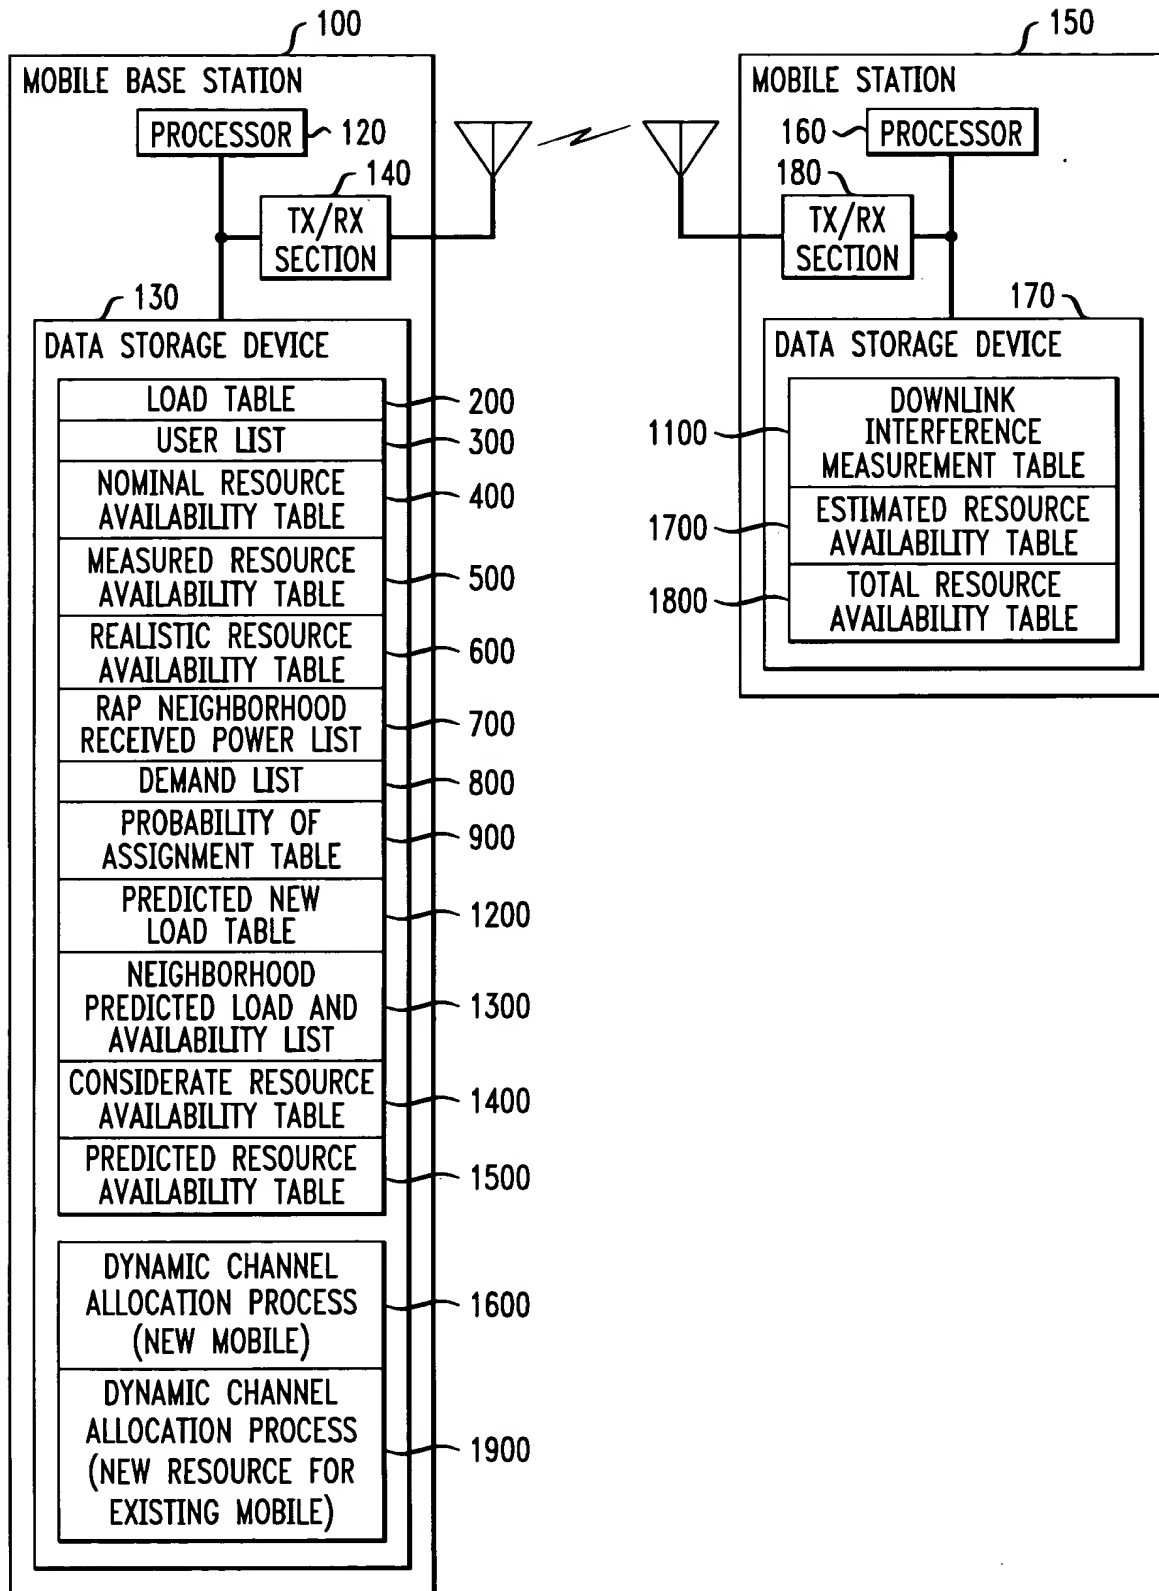 100
MOBILE BASE STATION
PROCESSOR
120
140
TX/RX
SECTION
130
DATA STORAGE DEVICE
LOAD TABLE
200
USER LIST
300
NOMINAL RESOURCE
AVAILABILITY TABLE
400
MEASURED RESOURCE
AVAILABILITY TABLE
500
REALISTIC RESOURCE
AVAILABILITY TABLE
600
RAP NEIGHBORHOOD
RECEIVED POWER LIST
700
DEMAND LIST
800
PROBABILITY OF
ASSIGNMENT TABLE
900
PREDICTED NEW
LOAD TABLE
1200
NEIGHBORHOOD
PREDICTED LOAD AND
AVAILABILITY LIST
1300
CONSIDERATE RESOURCE
AVAILABILITY TABLE
1400
PREDICTED RESOURCE
AVAILABILITY TABLE
1500
DYNAMIC CHANNEL
ALLOCATION PROCESS
(NEW MOBILE)
1600
DYNAMIC CHANNEL
ALLOCATION PROCESS
(NEW RESOURCE FOR
EXISTING MOBILE)
1900
150
MOBILE STATION
160
PROCESSOR
180
TX/RX
SECTION
170
DATA STORAGE DEVICE
DOWNLINK
INTERFERENCE
MEASUREMENT TABLE
1100
ESTIMATED RESOURCE
AVAILABILITY TABLE
1700
TOTAL RESOURCE
AVAILABILITY TABLE
1800